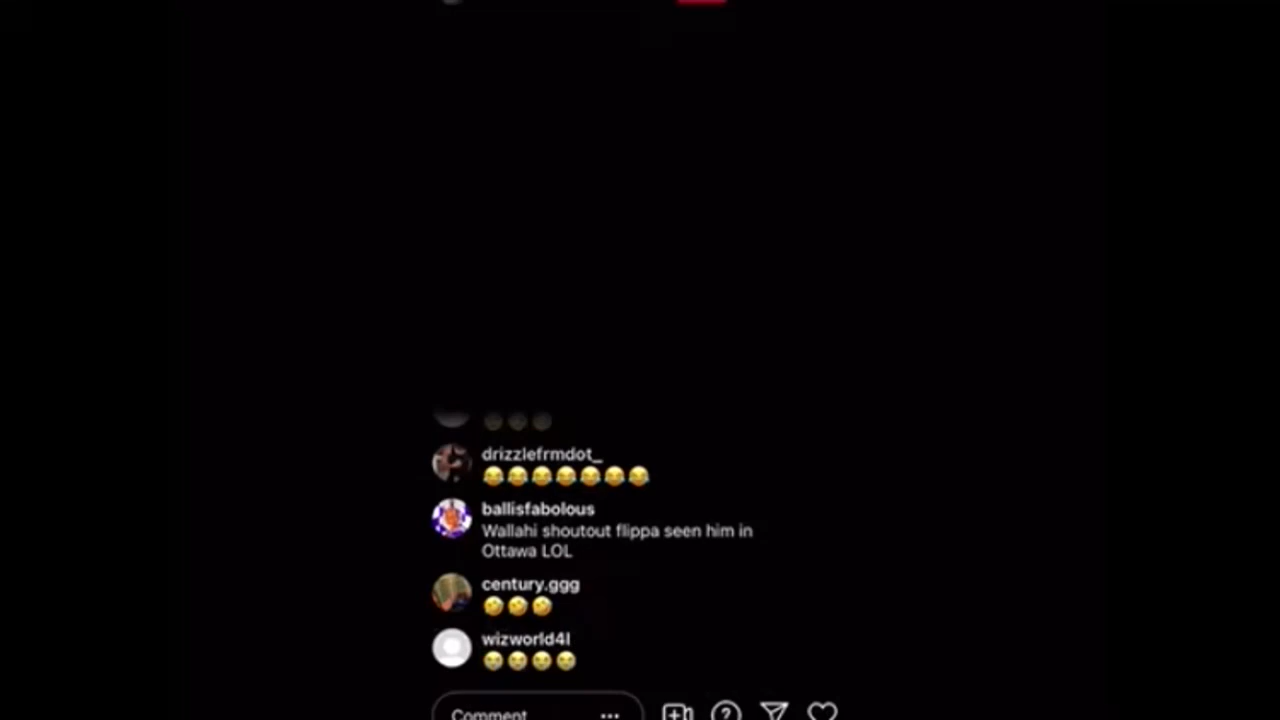 drizzlefrmdot_
😂😂😂😂😂😂😂
ballisfabolous
Wallahi shoutout flippa seen him in
Ottawa LOL
century.ggg
🤣🤣🤣
wizworld4l
😭😭😭😭
Comment